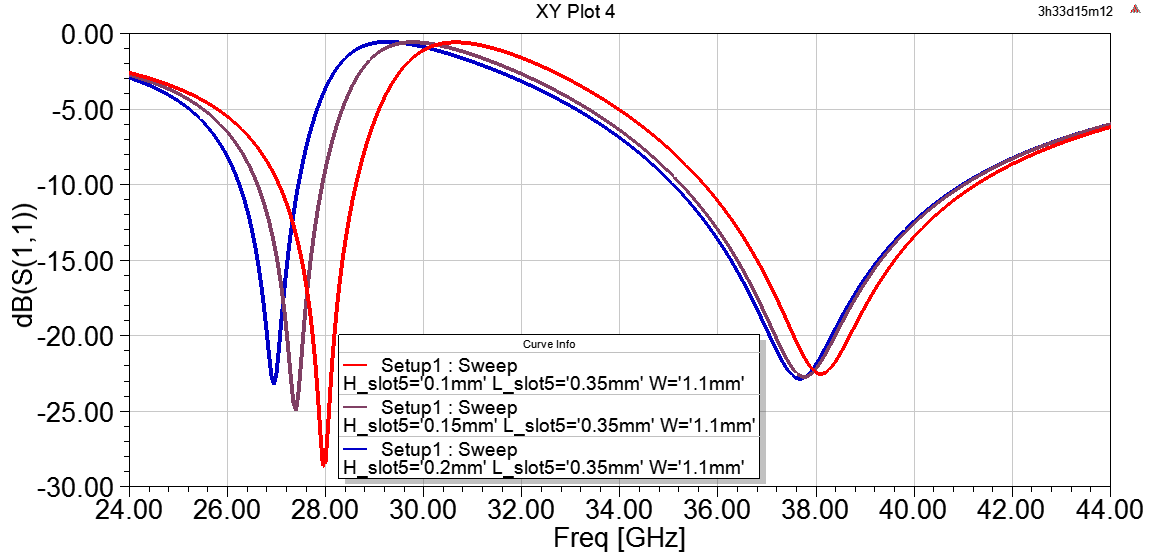 XY Plot 4
3h33d15m12
0.00
-5.00
-10.00
-15.00
-20.00
-25.00
-30.00
dB(S(1,1))
Curve Info
Setup1 : Sweep
H_slot5='0.1mm' L_slot5='0.35mm' W='1.1mm'
Setup1 : Sweep
H_slot5='0.15mm' L_slot5='0.35mm' W='1.1mm'
Setup1 : Sweep
H_slot5='0.2mm' L_slot5='0.35mm' W='1.1mm'
24.00 26.00 28.00 30.00 32.00 34.00 36.00 38.00 40.00 42.00 44.00
Freq [GHz]